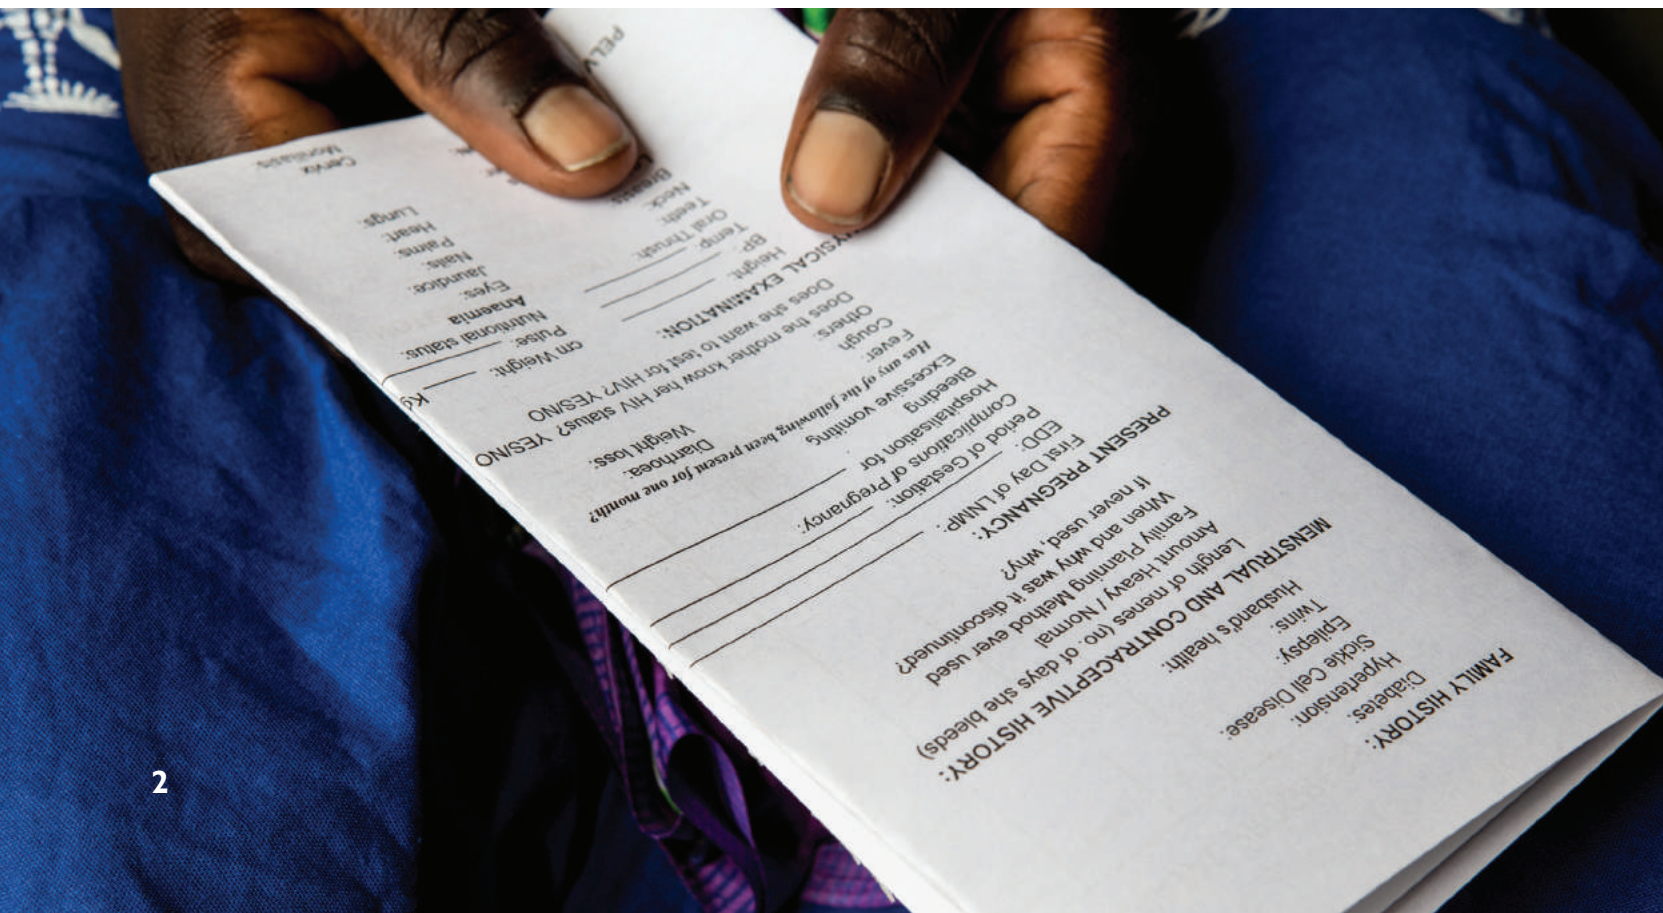 FAMILY HISTORY:
Diabetes:
Hypertension:
Sickle Cell Disease:
Epilepsy:
Twins:
Husband's health:
MENSTRUAL AND CONTRACEPTIVE HISTORY:
Length of menes (no. of days she bleeds)
Amount Heavy / Normal
Family Planning Method ever used
When and why was it discontinued?
If never used, why?
PRESENT PREGNANCY:
First Day of LNMP:
EDD:
Period of Gestation:
Complications of Pregnancy:
Hospitalisation for
Bleeding
Excessive vomiting
Has any of the following been present for one month?
Fever: Diarrhoea:
Cough Weight loss:
Others:
Does the mother know her HIV status? YES/NO
Does she want to test for HIV? YES/NO
HYSICAL EXAMINATION:
Height: cm Weight: Kg
BP: Pulse:
Temp: Nutritional status:
Oral Thrush: Anaemia
Teeth: Eyes:
Neck: Jaundice:
Breasts Nails:
Palms:
Heart:
Lungs:
PELV
Cervix
Moniliasis
2